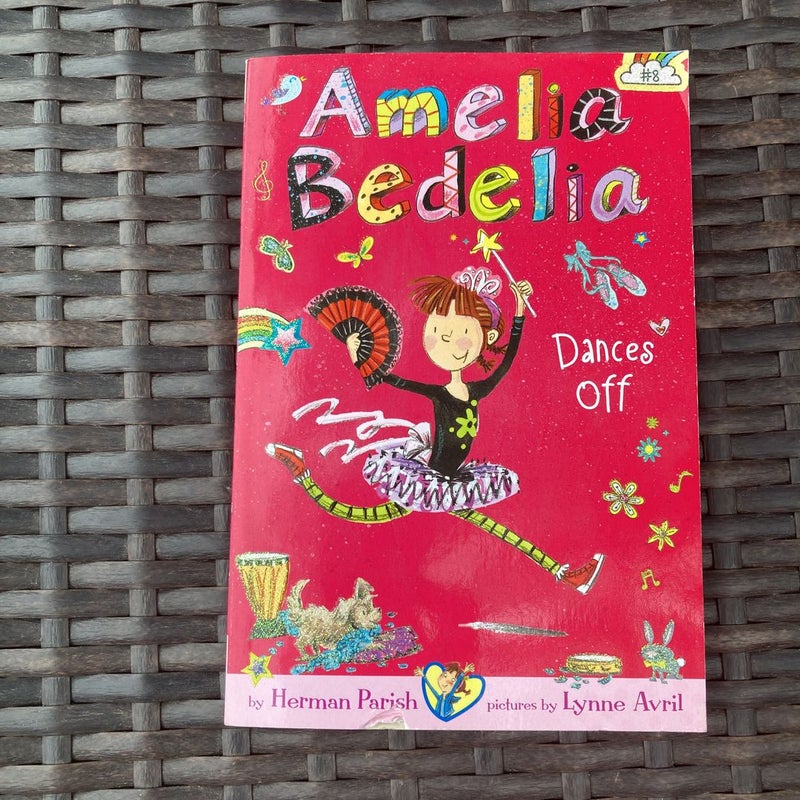 #8
Amelia
Bedelia
Dances
Off
by Herman Parish pictures by Lynne Avril